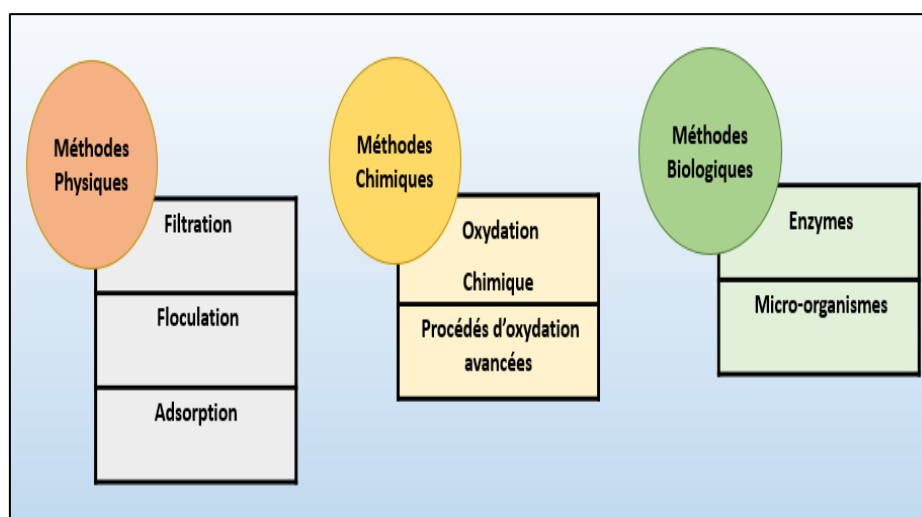 Méthodes
Physiques
Filtration
Floculation
Adsorption
Méthodes
Chimiques
Oxydation
Chimique
Procédés d'oxydation
avancées
Méthodes
Biologiques
Enzymes
Micro-organismes